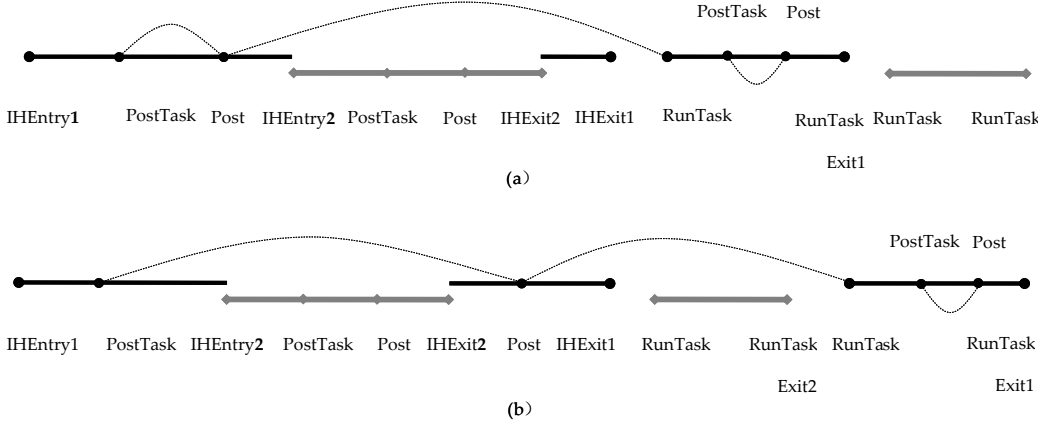 PostTask Post
IHEntry1 PostTask Post IHEntry2 PostTask Post IHExit2 IHExit1 RunTask RunTask RunTask RunTask
Exit1
(a)
PostTask Post
IHEntry1 PostTask IHEntry2 PostTask Post IHExit2 Post IHExit1 RunTask RunTask RunTask RunTask
Exit2 Exit1
(b)